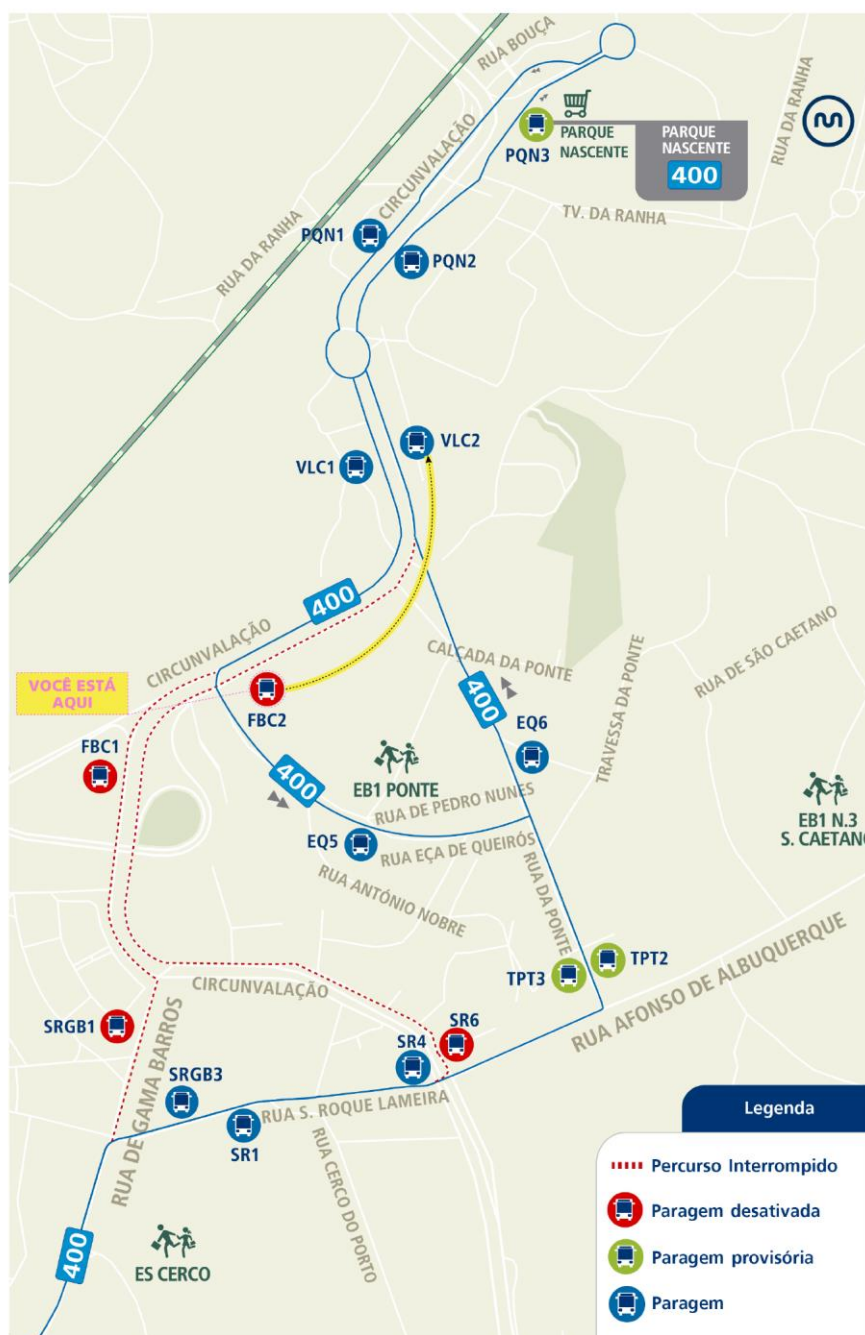 RUA BOUÇA
CIRCUNVALAÇÃO
RUA DA RANHA
PQN3
PARQUE
NASCENTE
PARQUE
NASCENTE
400
RUA DA RANHA
TV. DA RANHA
PQN1
PQN2
VLC2
VLC1
400
CIRCUNVALAÇÃO
VOCÊ ESTÁ
AQUI
FBC2
FBC1
CALÇADA DA PONTE
400
EQ6
TRAVESSA DA PONTE
RUA DE SÃO CAETANO
400
EB1 PONTE
RUA DE PEDRO NUNES
EQ5
RUA EÇA DE QUEIRÓS
RUA ANTÓNIO NOBRE
RUA DA PONTE
EB1 N.3
S. CAETANO
TPT2
TPT3
RUA AFONSO DE ALBUQUERQUE
CIRCUNVALAÇÃO
SRGB1
SR6
SR4
SRGB3
RUA S. ROQUE LAMEIRA
SR1
RUA DE GAMA BARROS
RUA CERCO DO PORTO
400
ES CERCO
Legenda
Percurso Interrompido
Paragem desativada
Paragem provisória
Paragem